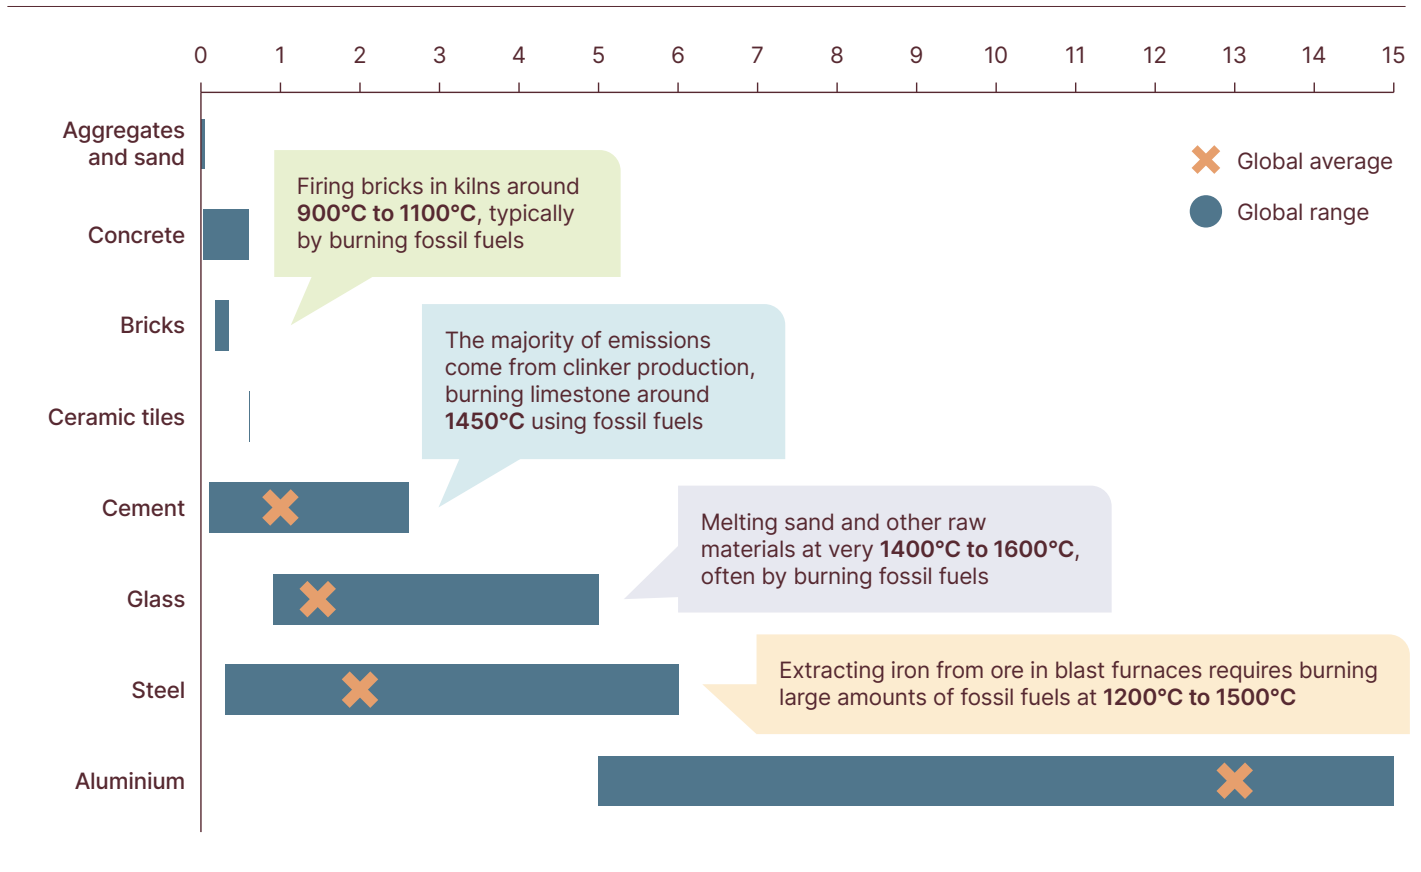 0 1 2 3 4 5 6 7 8 9 10 11 12 13 14 15
Aggregates
and sand
Concrete
Bricks
Ceramic tiles
Cement
Glass
Steel
Aluminium
Global average
Global range
Firing bricks in kilns around
900°C to 1100°C, typically
by burning fossil fuels
The majority of emissions
come from clinker production,
burning limestone around
1450°C using fossil fuels
Melting sand and other raw
materials at very 1400°C to 1600°C,
often by burning fossil fuels
Extracting iron from ore in blast furnaces requires burning
large amounts of fossil fuels at 1200°C to 1500°C